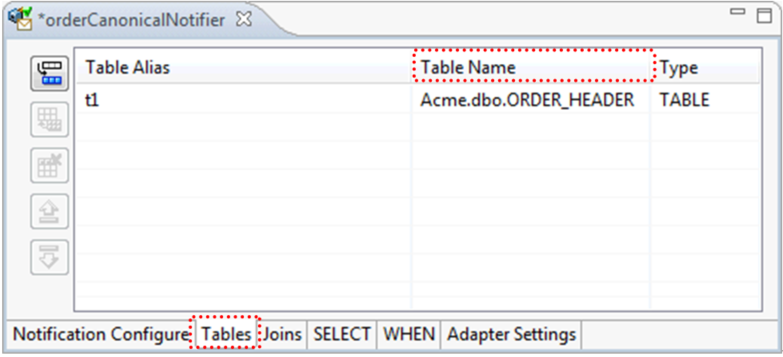 *orderCanonicalNotifier
Table Alias Table Name Type
t1 Acme.dbo.ORDER_HEADER TABLE
Notification Configure Tables Joins SELECT WHEN Adapter Settings